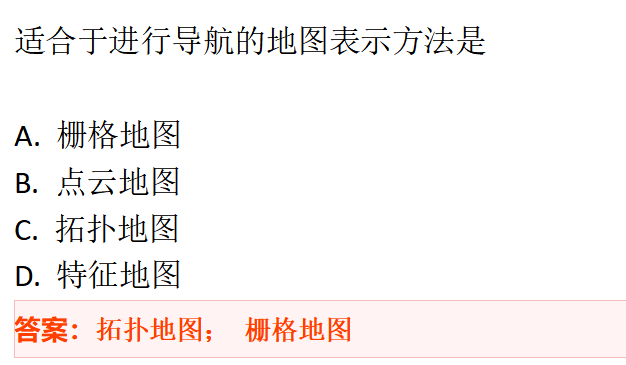 适合于进行导航的地图表示方法是
A. 栅格地图
B. 点云地图
C. 拓扑地图
D. 特征地图
答案：拓扑地图； 栅格地图